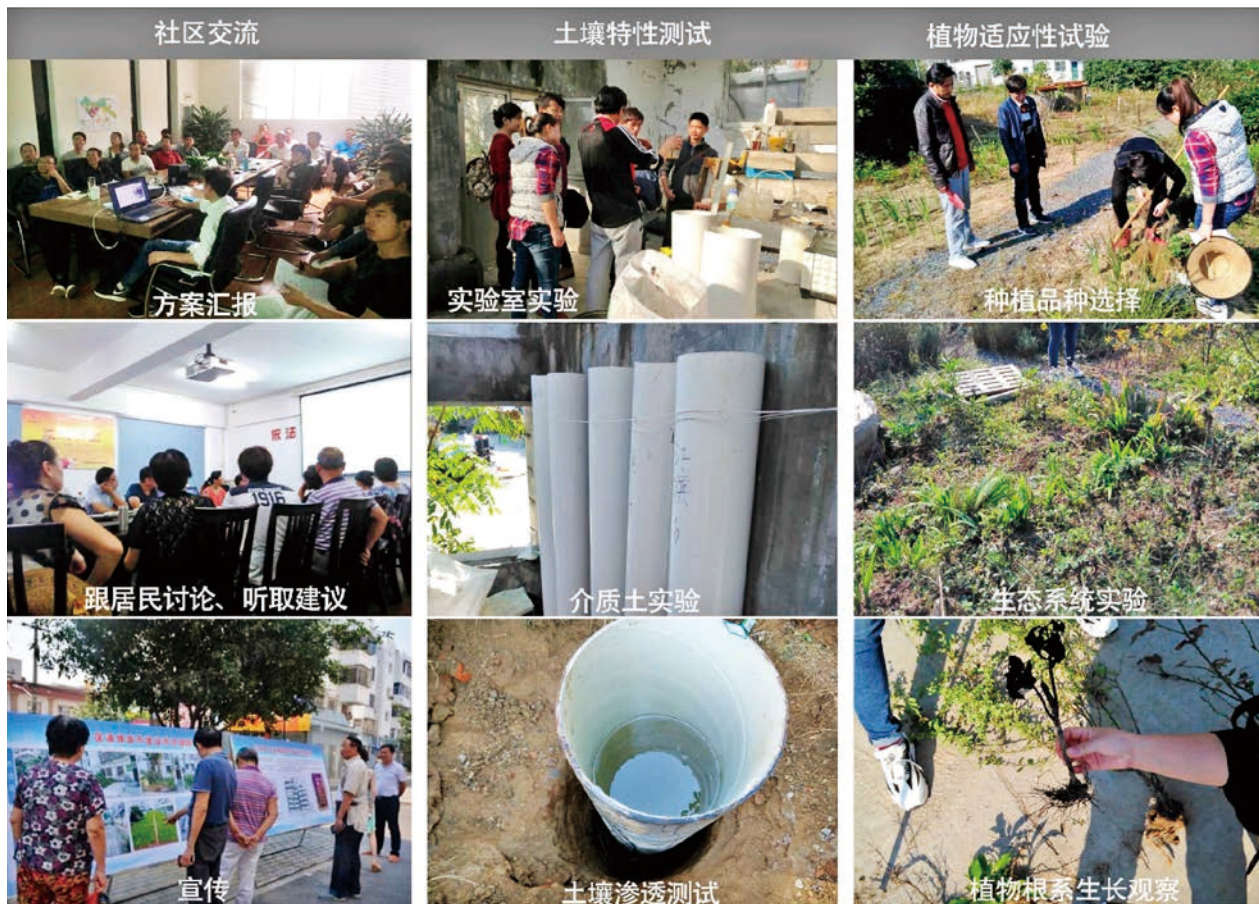 社区交流
土壤特性测试
植物适应性试验
方案汇报
实验室实验
种植品种选择
1916
跟居民讨论、听取建议
介质土实验
生态系统实验
宣传
土壤渗透测试
植物根系生长观察